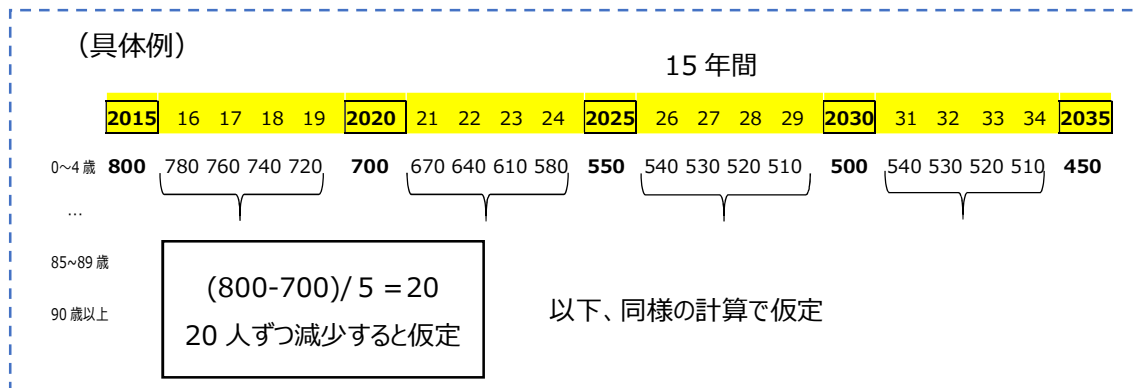 （具体例）
15 年間
2015 16 17 18 19 2020 21 22 23 24 2025 26 27 28 29 2030 31 32 33 34 2035
0～4 歳 800 780 760 740 720 700 670 640 610 580 550 540 530 520 510 500 540 530 520 510 450
…
85~89 歳
90 歳以上
(800-700)/ 5 =20
20 人ずつ減少すると仮定
以下、同様の計算で仮定